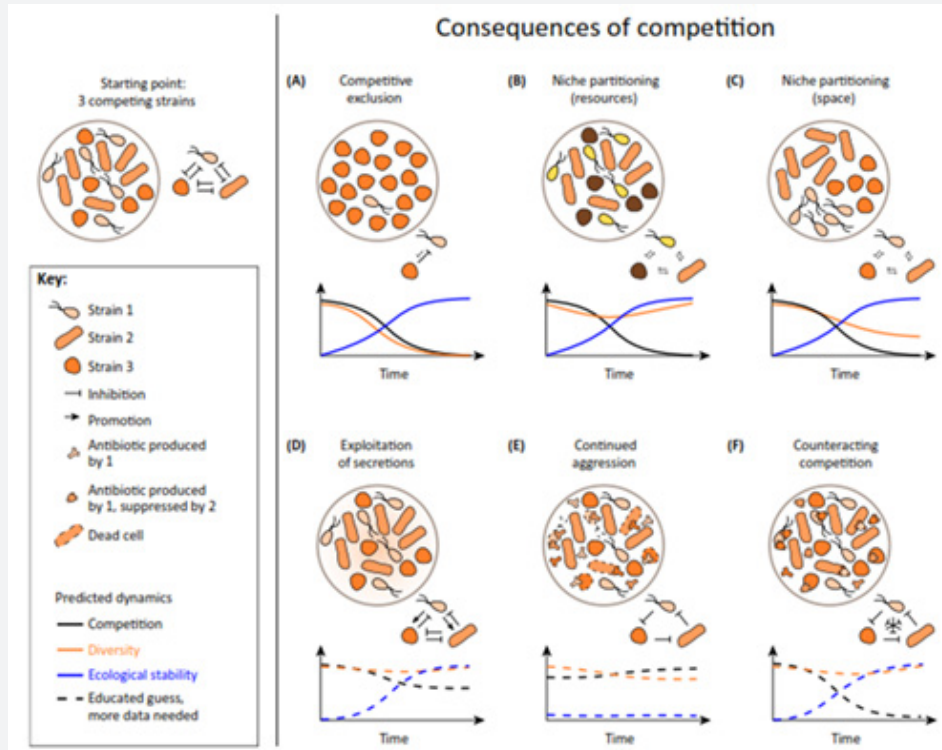 Consequences of competition
Starting point:
3 competing strains
Key:
Strain 1
Strain 2
Strain 3
Inhibition
Promotion
Antibiotic produced
by 1
Antibiotic produced
by 1, suppressed by 2
Dead cell
Predicted dynamics
Competition
Diversity
Ecological stability
Educated guess,
more data needed
(A) Competitive
exclusion
Time
(B) Niche partitioning
(resources)
Time
(C) Niche partitioning
(space)
Time
(D) Exploitation
of secretions
Time
(E) Continued
aggression
Time
(F) Counteracting
competition
Time